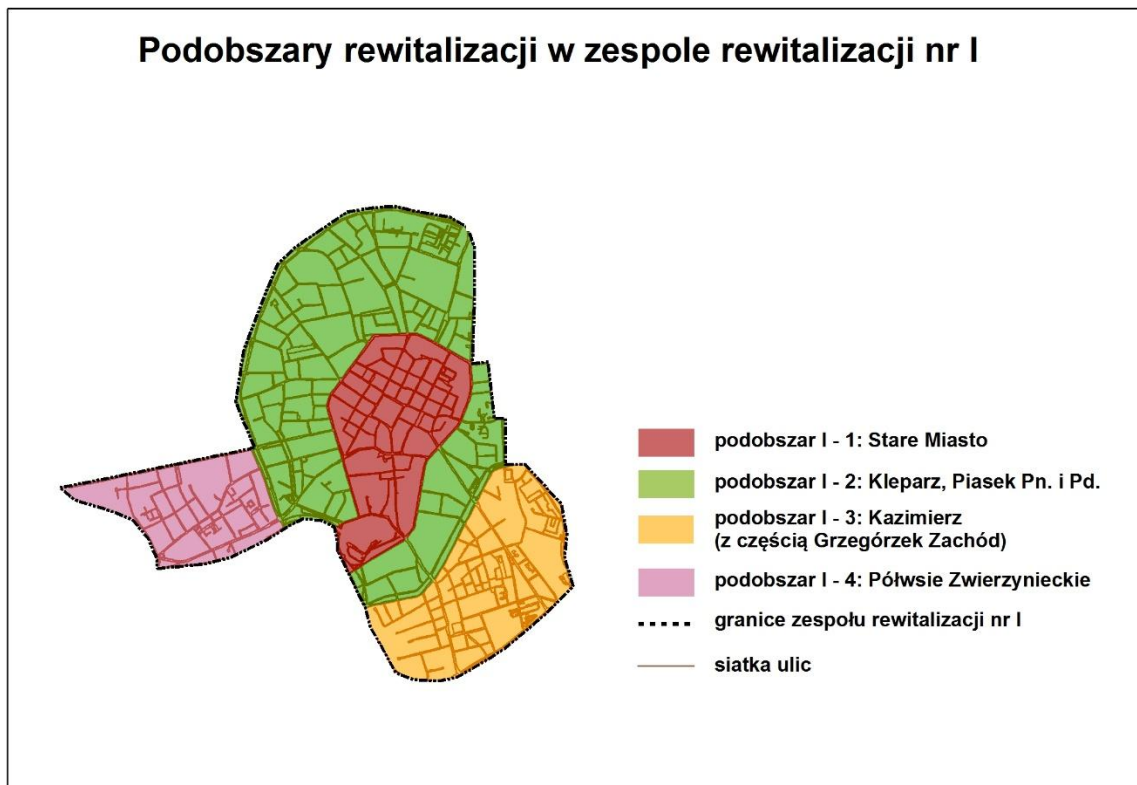 Podobszary rewitalizacji w zespole rewitalizacji nr I
podobszar I - 1: Stare Miasto
podobszar I - 2: Kleparz, Piasek Pn. i Pd.
podobszar I - 3: Kazimierz
(z częścią Grzegórzek Zachód)
podobszar I - 4: Półwsie Zwierzynieckie
granice zespołu rewitalizacji nr I
siatka ulic